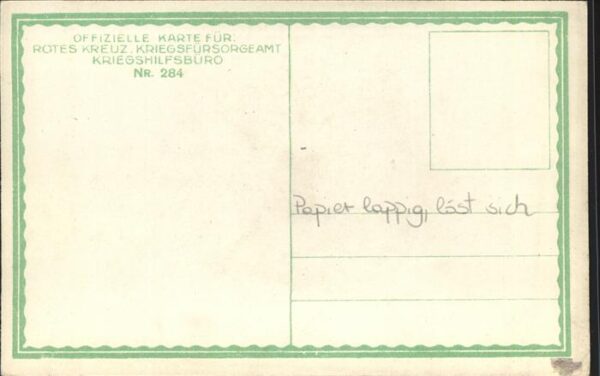 OFFIZIELLE KARTE FÜR:
ROTES KREUZ, KRIEGSFÜRSORGEAMT
KRIEGSHILFSBÜRO
NR. 284
Papier lappig, löst sich